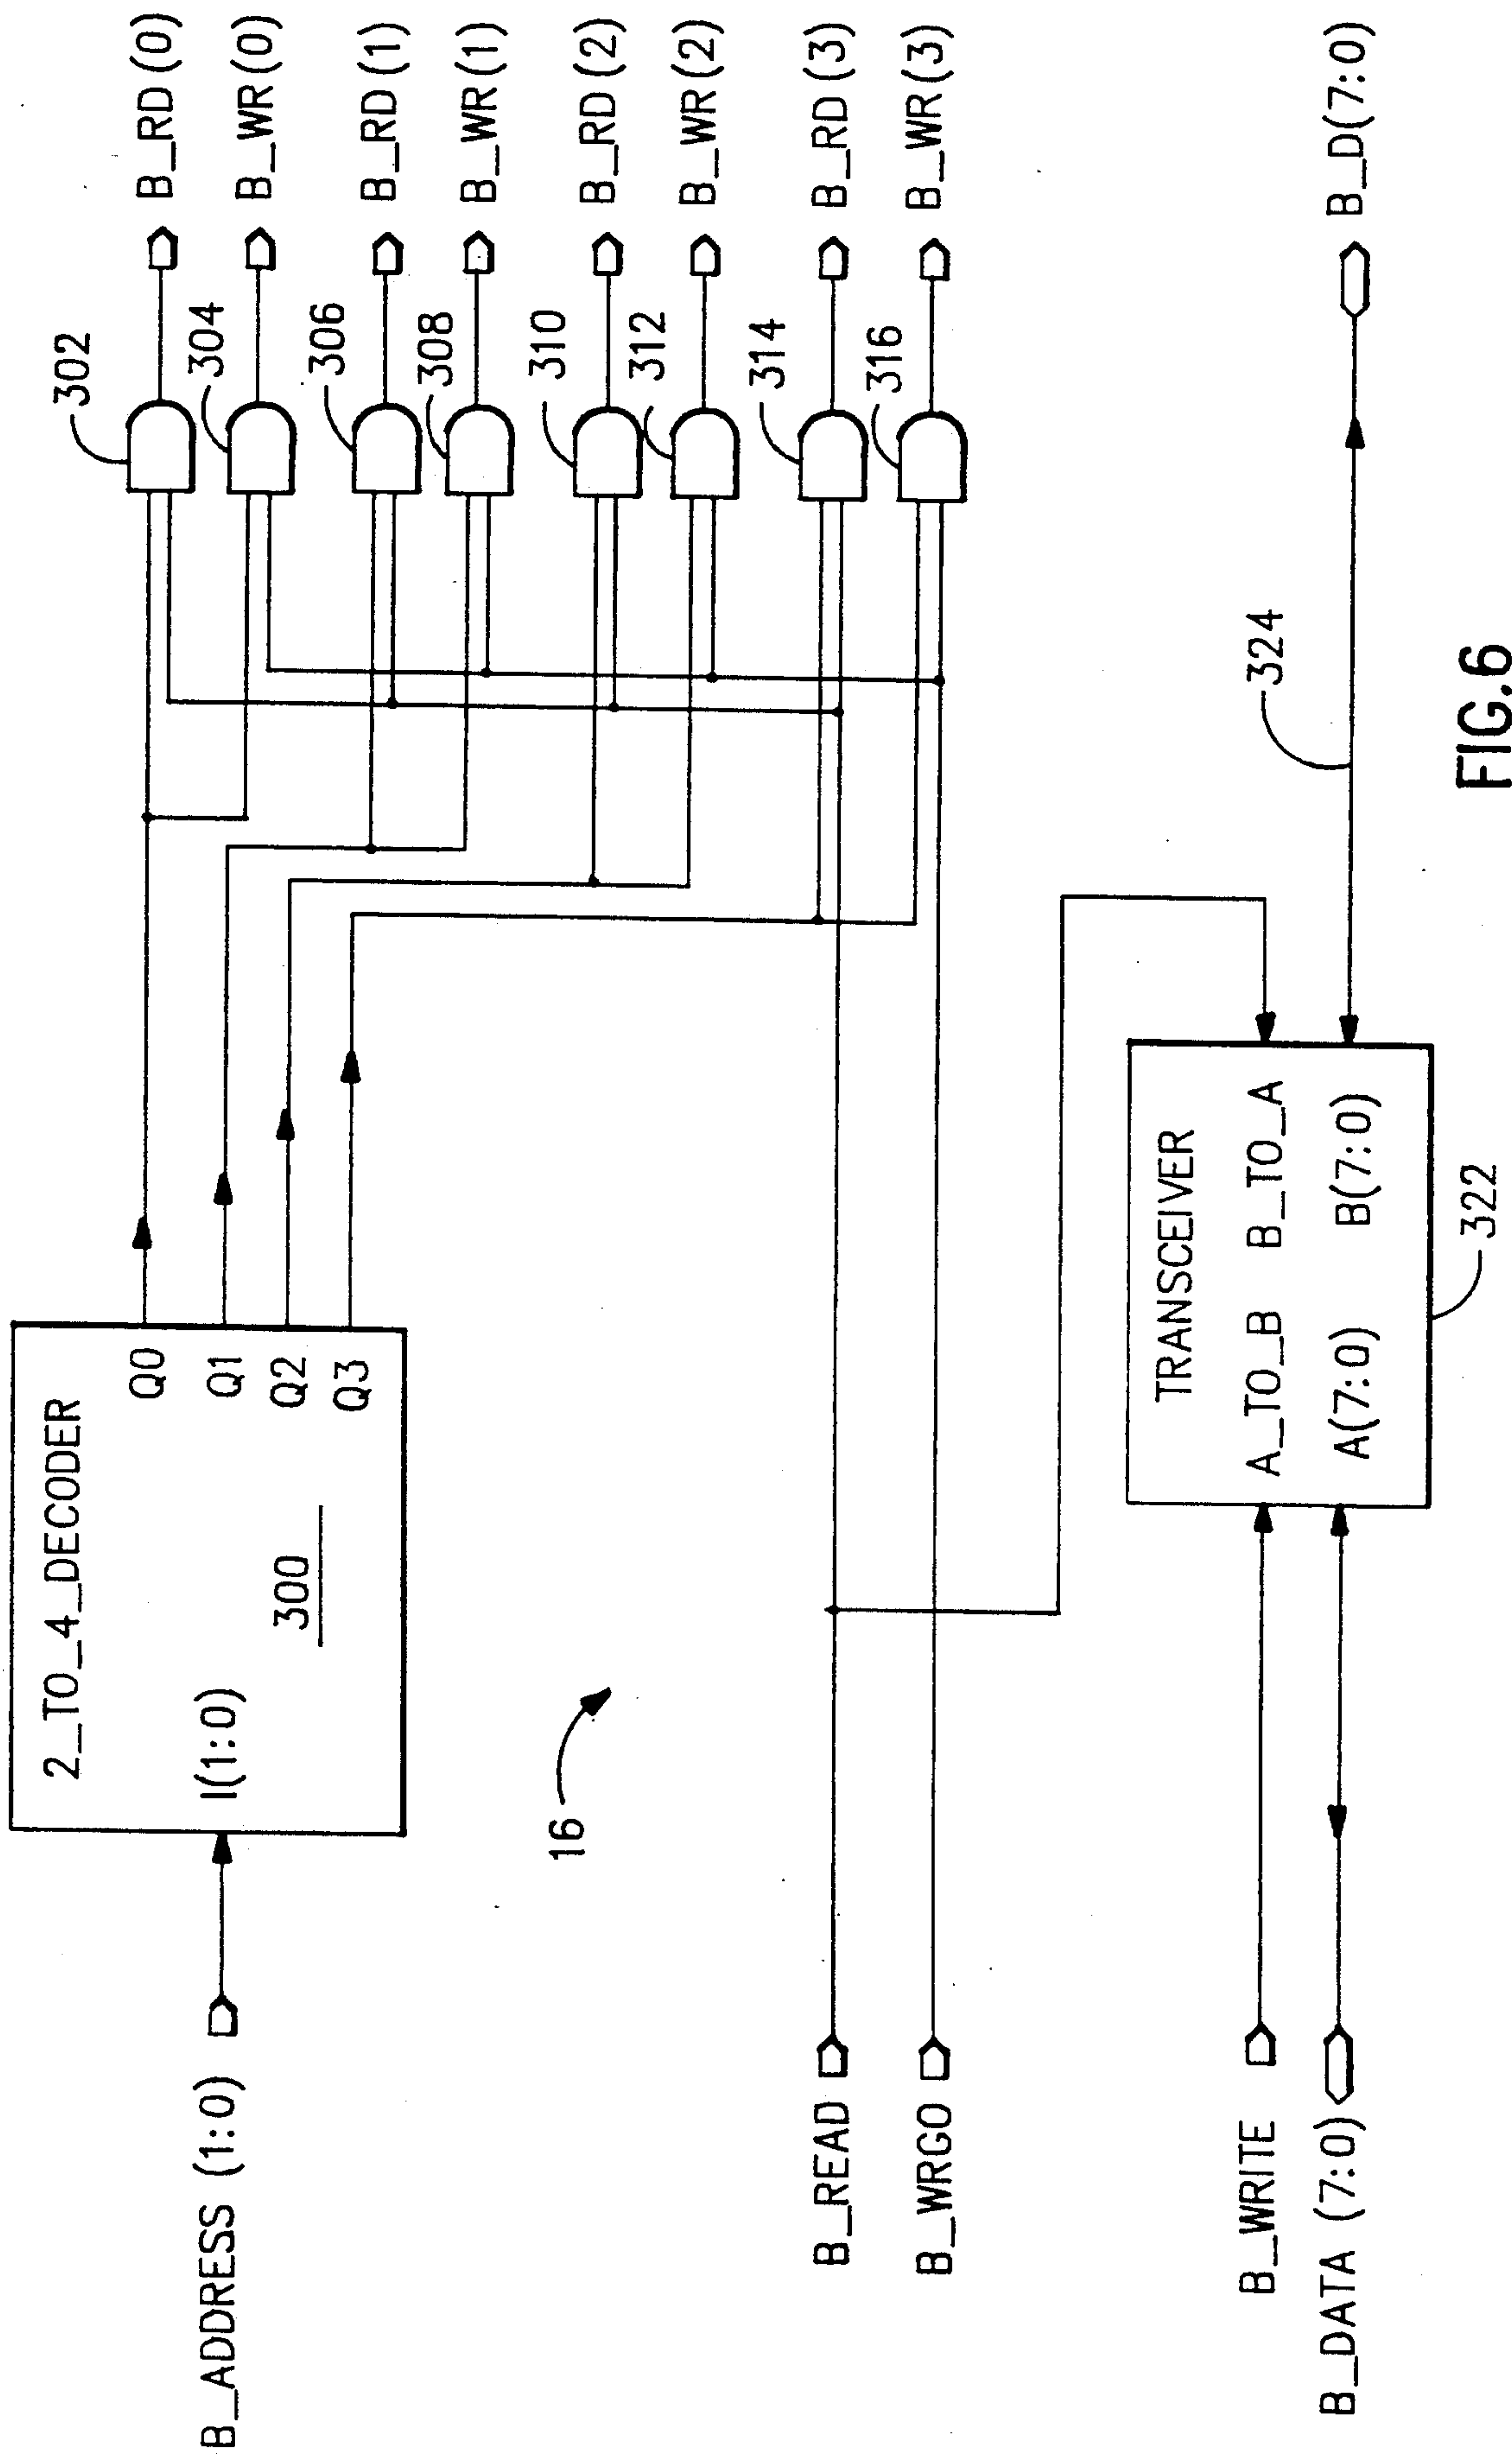 2_TO_4_DECODER
B_ADDRESS (1:0)
I(1:0)
300
Q0
Q1
Q2
Q3
302
B_RD(0)
304
B_WR(0)
306
B_RD(1)
308
B_WR(1)
310
B_RD(2)
312
B_WR(2)
314
B_RD(3)
316
B_WR(3)
16
B_READ
B_WRGO
TRANSCEIVER
B_WRITE
A_TO_B B_TO_A
B_DATA (7:0)
A(7:0) B(7:0)
324
B_D(7:0)
322
FIG.6